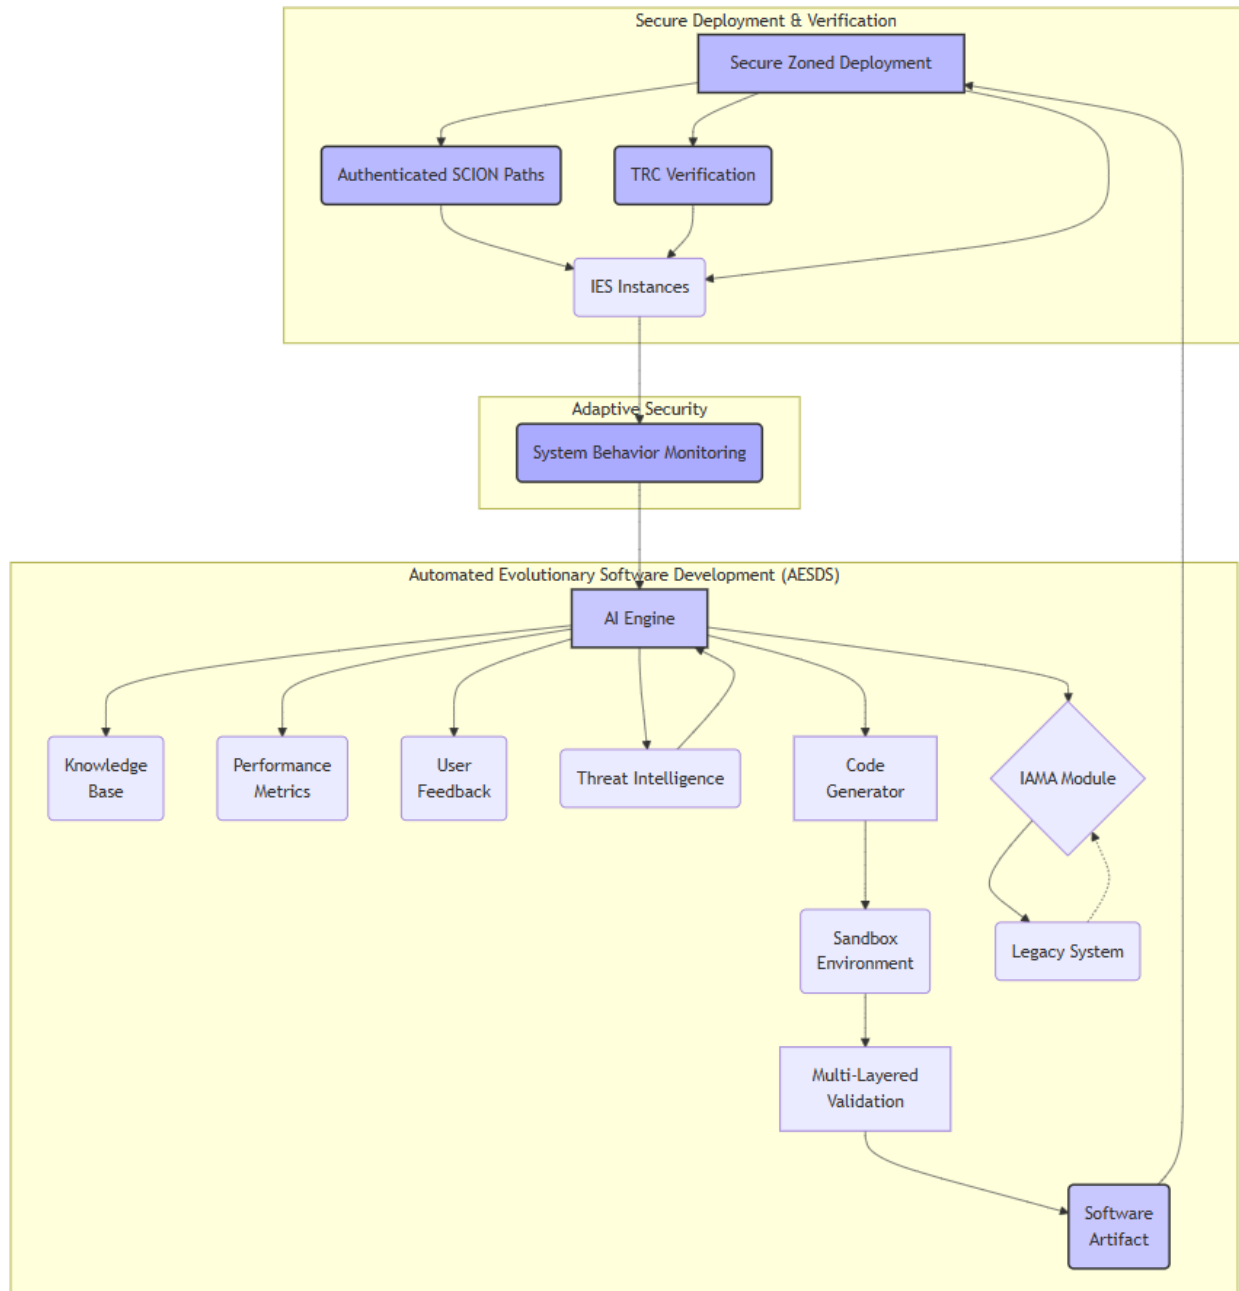 Secure Deployment & Verification
Secure Zoned Deployment
Authenticated SCION Paths
TRC Verification
IES Instances
Adaptive Security
System Behavior Monitoring
Automated Evolutionary Software Development (AESDS)
AI Engine
Knowledge
Base
Performance
Metrics
User
Feedback
Threat Intelligence
Code
Generator
IAMA Module
Sandbox
Environment
Legacy System
Multi-Layered
Validation
Software
Artifact